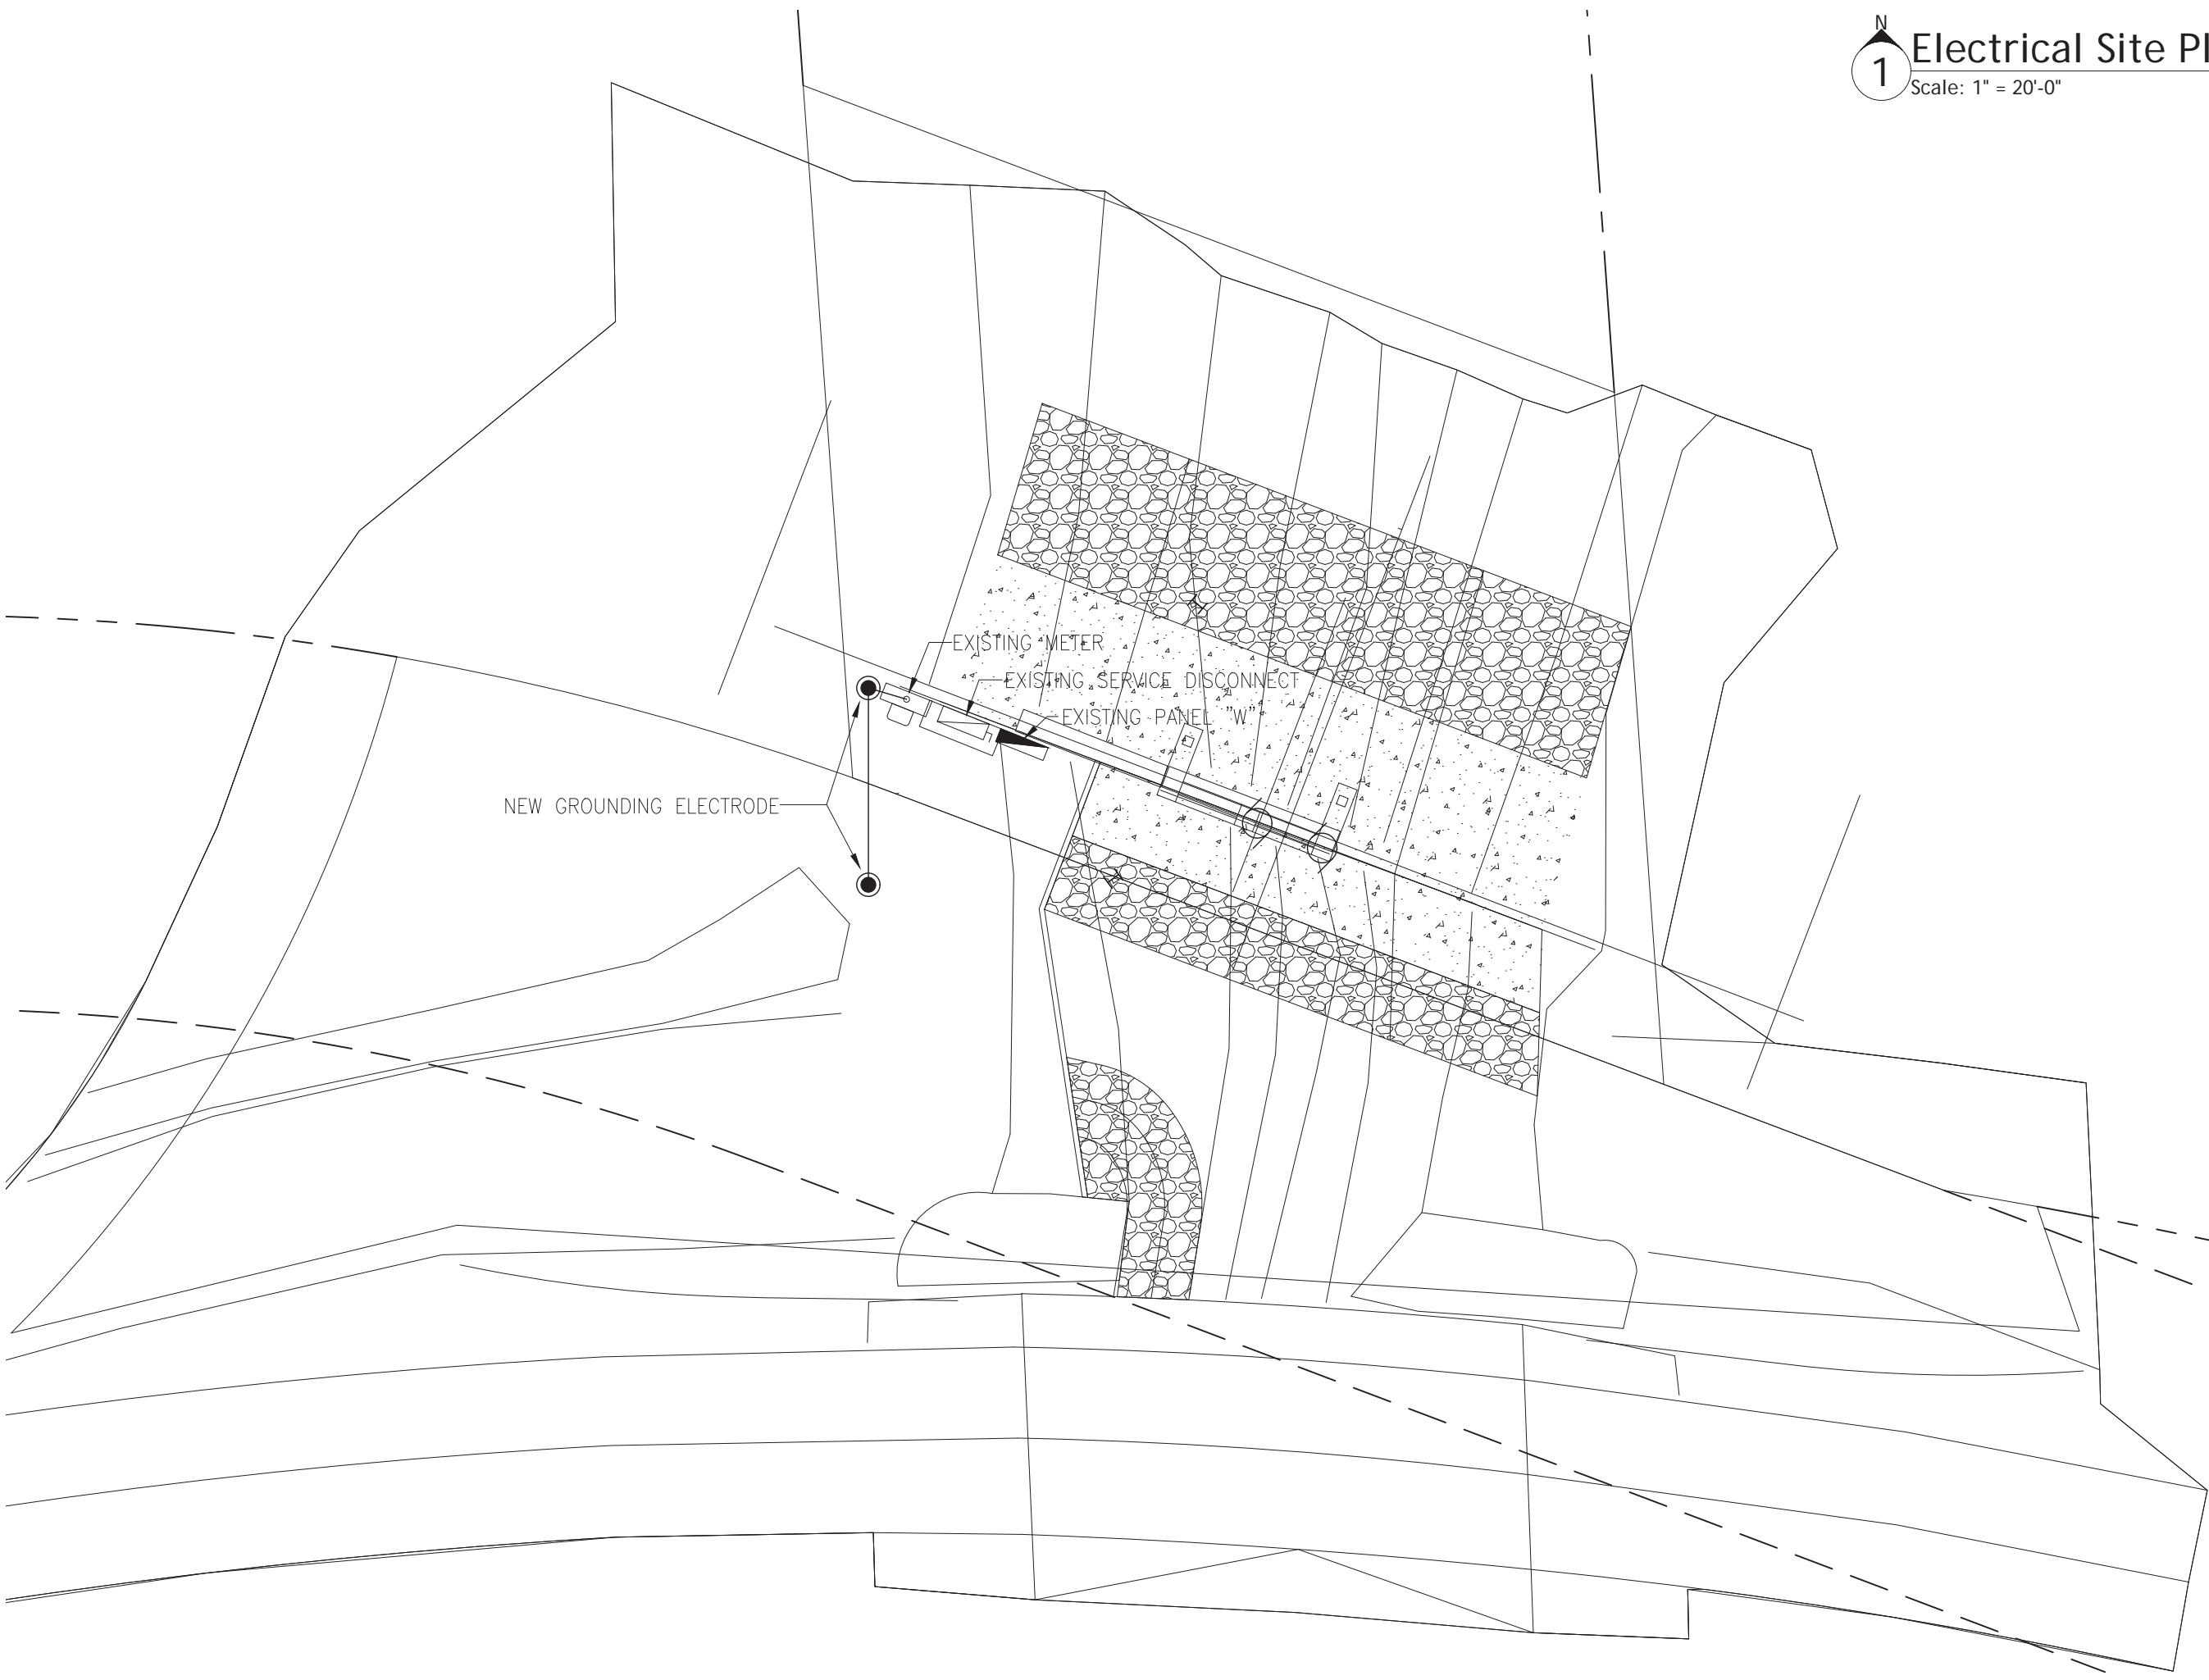 N
1
Electrical Site Pl
Scale: 1" = 20'-0"
EXISTING METER
EXISTING SERVICE DISCONNECT
EXISTING PANEL "W"
NEW GROUNDING ELECTRODE